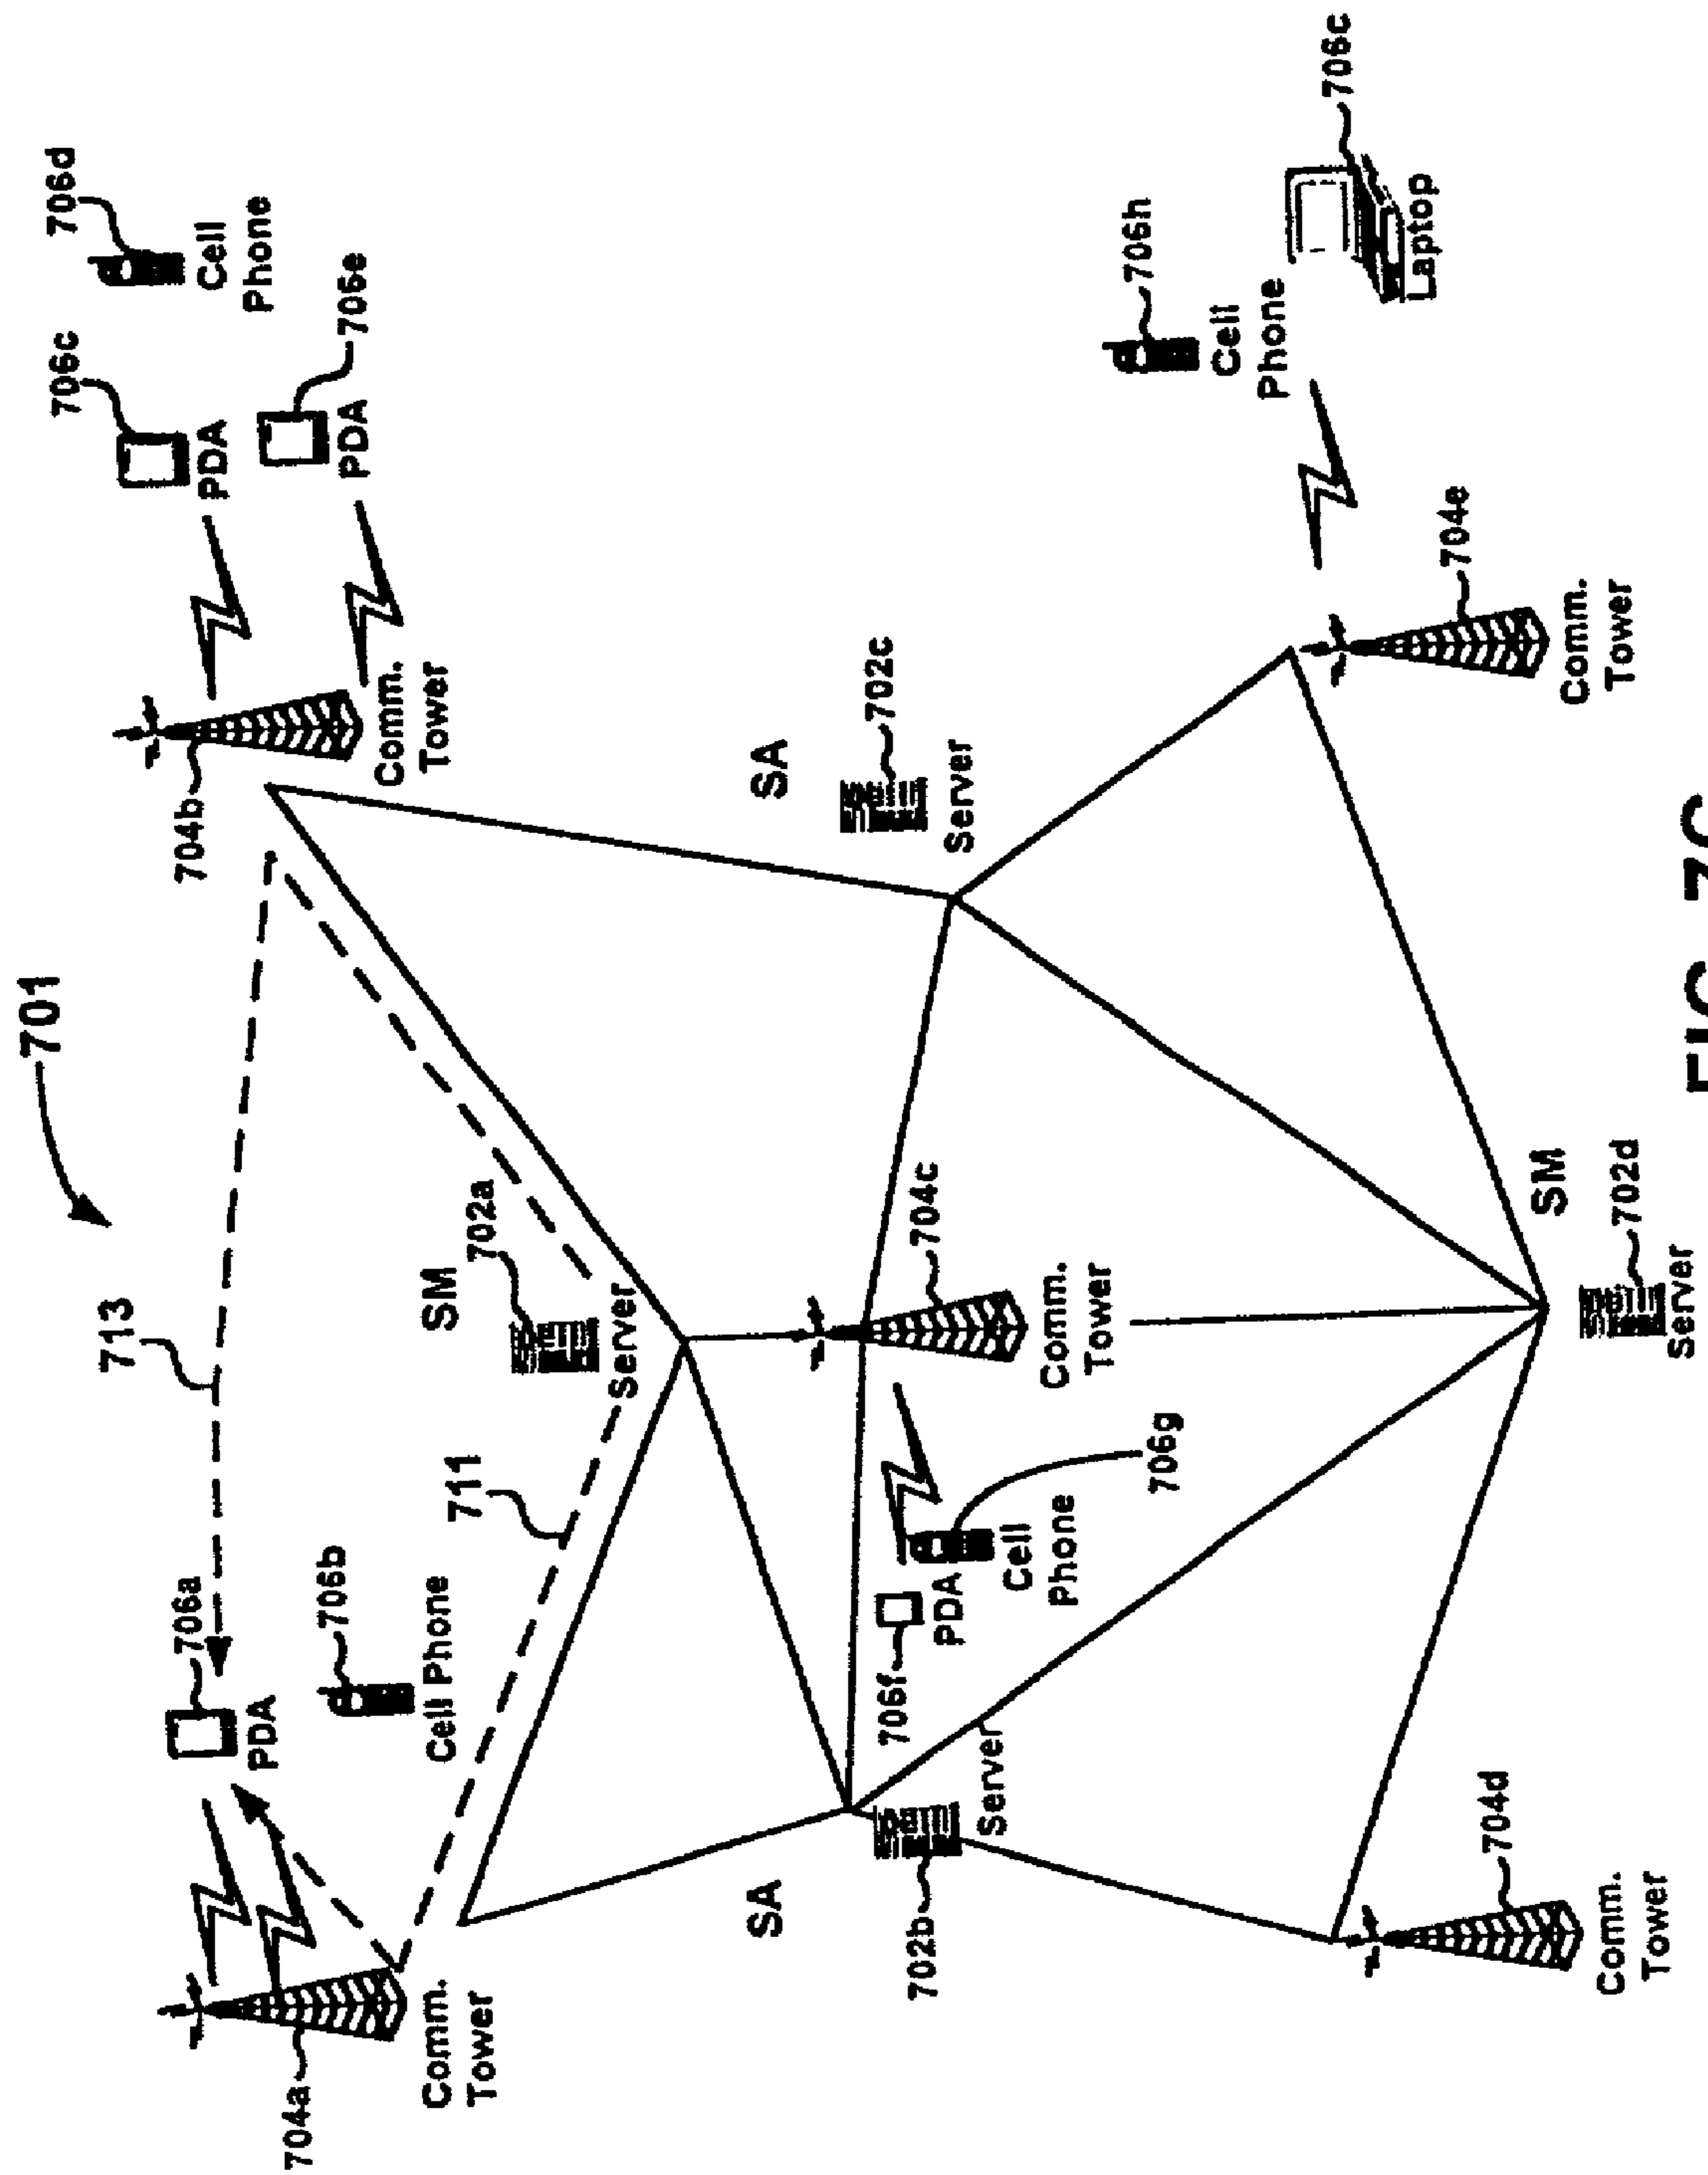 701
706d
706c
713
706a
704b
PDA
Cell
Phone
PDA
704a
706b
706e
PDA
Comm.
Tower
Comm.
Tower
Cell Phone
SM
711
702a
Server
SA
SA
702c
706f
702b
704c
PDA
Server
Server
Cell
Phone
Comm.
Tower
706h
706g
Cell
Phone
706c
Laptop
704e
704d
SM
Comm.
Tower
Comm.
Tower
702d
Server
FIG. 7C